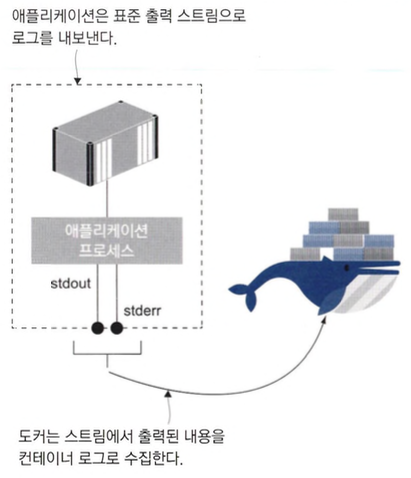 애플리케이션은 표준 출력 스트림으로
로그를 내보낸다.
애플리케이션
프로세스
stdout
stderr
도커는 스트림에서 출력된 내용을
컨테이너 로그로 수집한다.